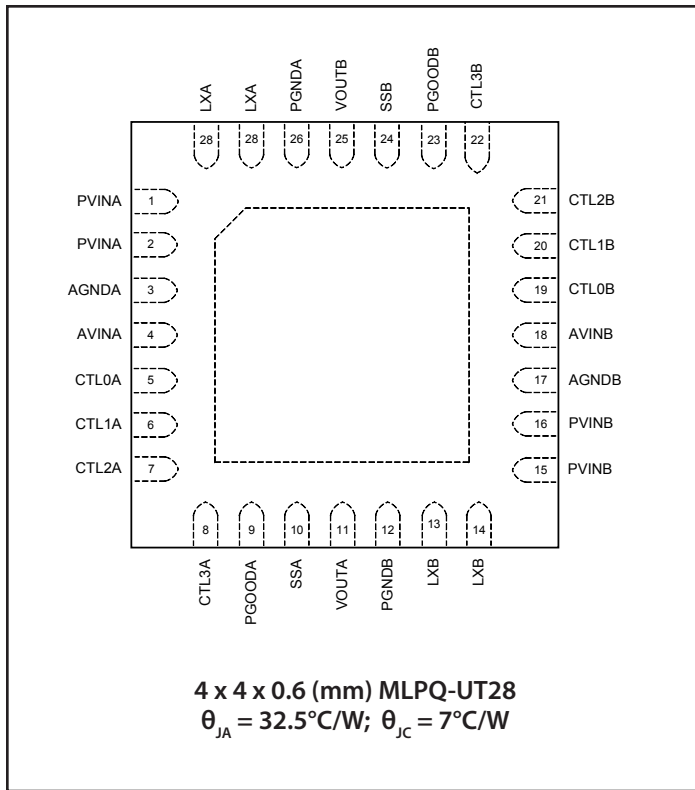 LXA
LXA
PGNDA
VOUTB
SSB
PGOODB
CTL3B
28
28
26
25
24
23
22
PVINA 1
PVINA 2
AGNDA 3
AVINA 4
CTL0A 5
CTL1A 6
CTL2A 7
21 CTL2B
20 CTL1B
19 CTL0B
18 AVINB
17 AGNDB
16 PVINB
15 PVINB
8
9
10
11
12
13
14
CTL3A
PGOODA
SSA
VOUTA
PGNDB
LXB
LXB
4 x 4 x 0.6 (mm) MLPQ-UT28
θJA = 32.5°C/W; θJC = 7°C/W